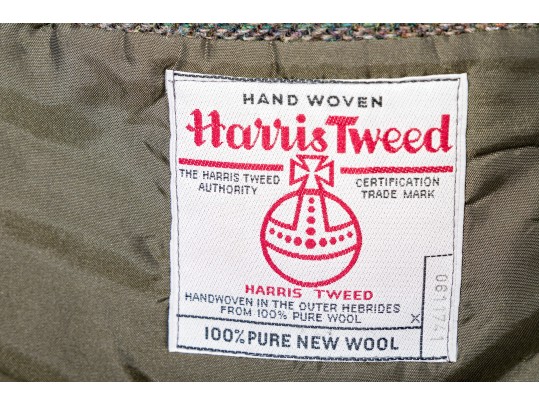 HAND WOVEN
Harris Tweed
THE HARRIS TWEED
AUTHORITY
CERTIFICATION
TRADE MARK
HARRIS TWEED
HANDWOVEN IN THE OUTER HEBRIDES
FROM 100% PURE WOOL
X
0611741
100% PURE NEW WOOL